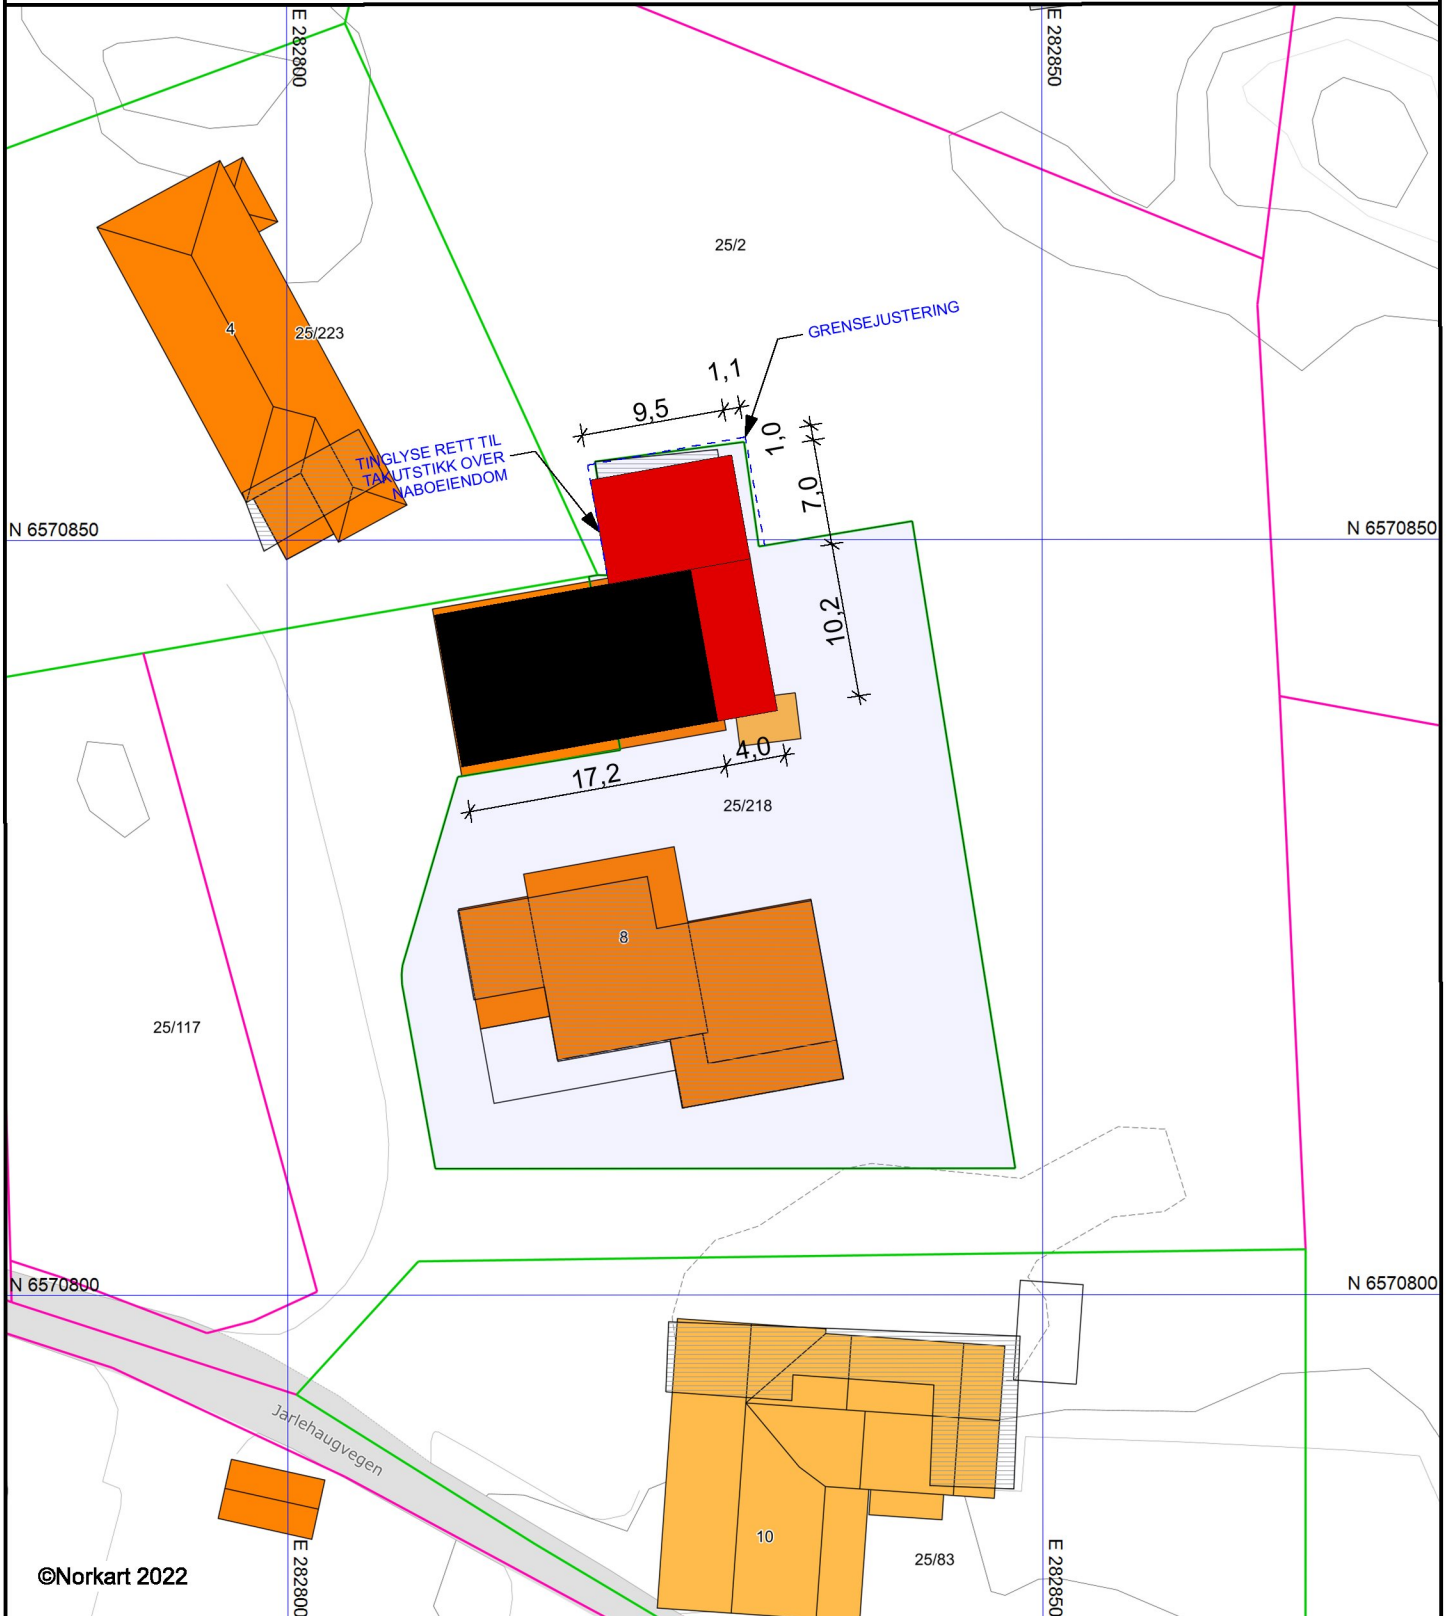 E 282800
E 282850
25/2
GRENSEJUSTERING
4
25/223
1,1
9,5
1,0
TINGLYSE RETT TIL
TAKUTSTIKK OVER
NABOEIENDOM
7,0
N 6570850
N 6570850
10,2
4,0
17,2
25/218
8
25/117
N 6570800
N 6570800
Jarlehaugvegen
10
25/83
©Norkart 2022
E 282800
E 282850